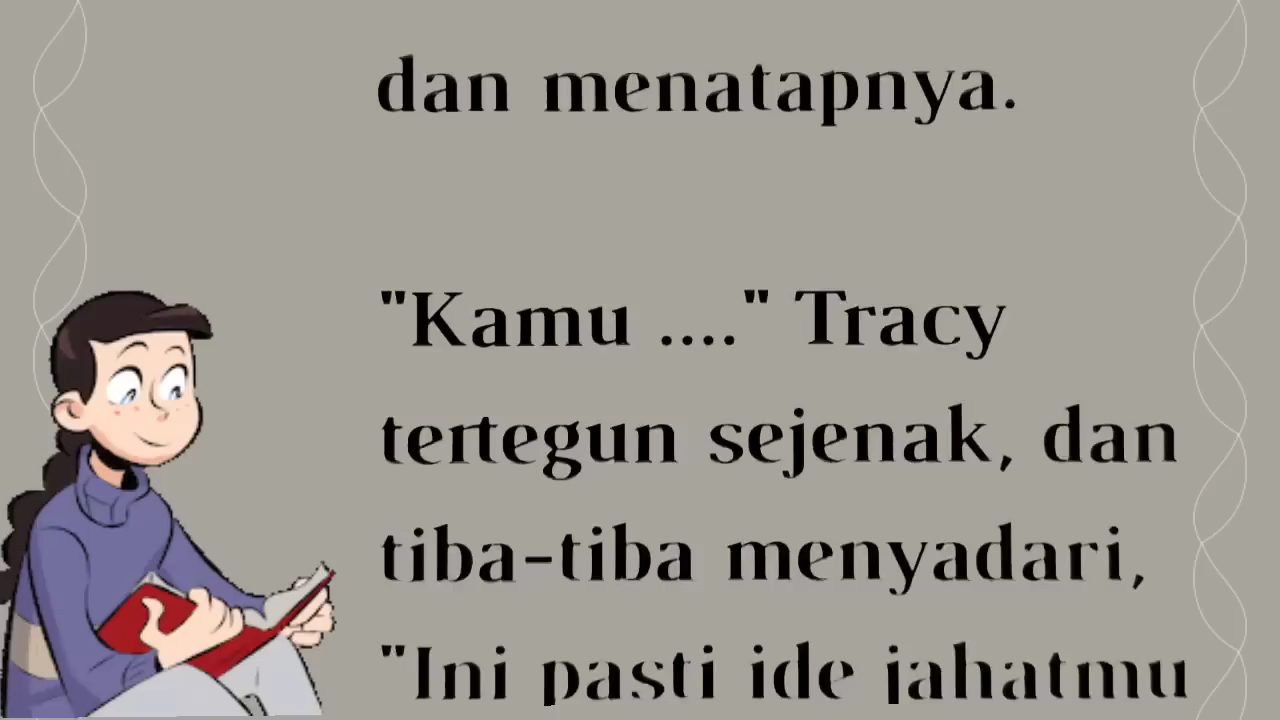 dan menatapnya.
"Kamu ...." Tracy
tertegun sejenak, dan
tiba-tiba menyadari,
"Ini pasti ide jahatmu